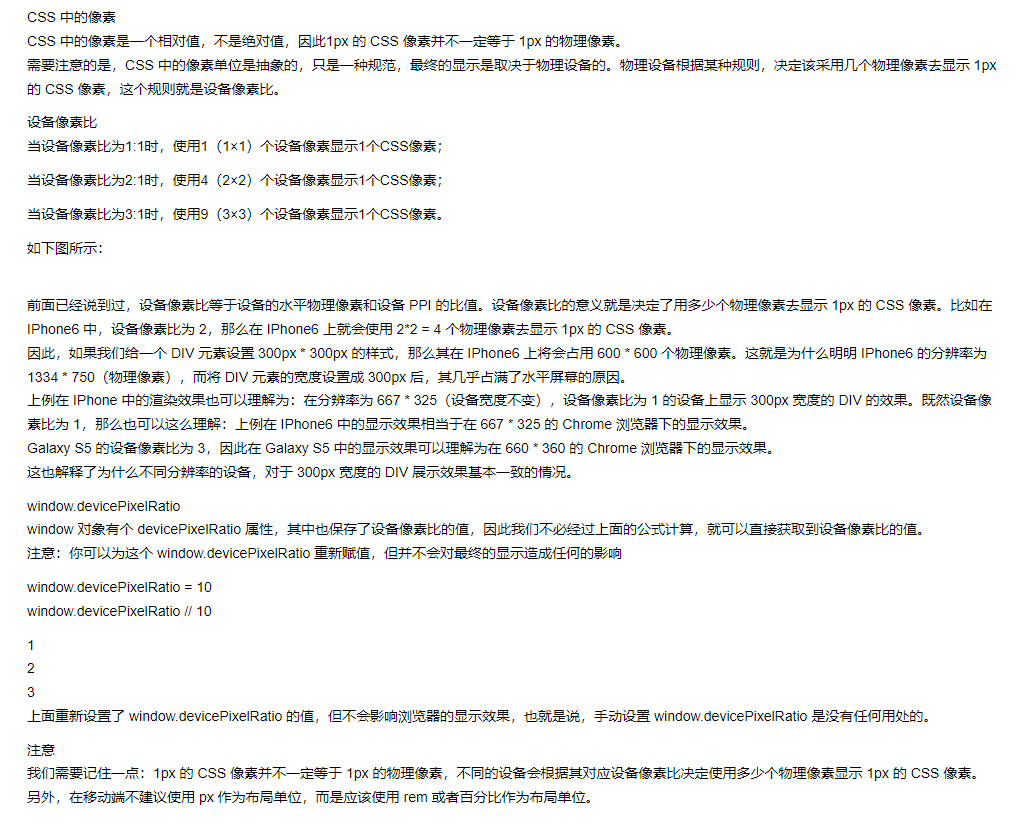 CSS 中的像素
CSS 中的像素是一个相对值，不是绝对值，因此1px 的 CSS 像素并不一定等于 1px 的物理像素。
需要注意的是，CSS 中的像素单位是抽象的，只是一种规范，最终的显示是取决于物理设备的。物理设备根据某种规则，决定该采用几个物理像素去显示 1px
的 CSS 像素，这个规则就是设备像素比。
设备像素比
当设备像素比为1:1时，使用1（1×1）个设备像素显示1个CSS像素；
当设备像素比为2:1时，使用4（2×2）个设备像素显示1个CSS像素；
当设备像素比为3:1时，使用9（3×3）个设备像素显示1个CSS像素。
如下图所示：
前面已经说到过，设备像素比等于设备的水平物理像素和设备 PPI 的比值。设备像素比的意义就是决定了用多少个物理像素去显示 1px 的 CSS 像素。比如在
IPhone6 中，设备像素比为 2，那么在 IPhone6 上就会使用 2*2 = 4 个物理像素去显示 1px 的 CSS 像素。
因此，如果我们给一个 DIV 元素设置 300px * 300px 的样式，那么其在 IPhone6 上将会占用 600 * 600 个物理像素。这就是为什么明明 IPhone6 的分辨率为
1334 * 750（物理像素），而将 DIV 元素的宽度设置成 300px 后，其几乎占满了水平屏幕的原因。
上例在 IPhone 中的渲染效果也可以理解为：在分辨率为 667 * 325（设备宽度不变），设备像素比为 1 的设备上显示 300px 宽度的 DIV 的效果。既然设备像
素比为 1，那么也可以这么理解：上例在 IPhone6 中的显示效果相当于在 667 * 325 的 Chrome 浏览器下的显示效果。
Galaxy S5 的设备像素比为 3，因此在 Galaxy S5 中的显示效果可以理解为在 660 * 360 的 Chrome 浏览器下的显示效果。
这也解释了为什么不同分辨率的设备，对于 300px 宽度的 DIV 展示效果基本一致的情况。
window.devicePixelRatio
window 对象有个 devicePixelRatio 属性，其中也保存了设备像素比的值，因此我们不必经过上面的公式计算，就可以直接获取到设备像素比的值。
注意：你可以为这个 window.devicePixelRatio 重新赋值，但并不会对最终的显示造成任何的影响
window.devicePixelRatio = 10
window.devicePixelRatio // 10
1
2
3
上面重新设置了 window.devicePixelRatio 的值，但不会影响浏览器的显示效果，也就是说，手动设置 window.devicePixelRatio 是没有任何用处的。
注意
我们需要记住一点：1px 的 CSS 像素并不一定等于 1px 的物理像素，不同的设备会根据其对应设备像素比决定使用多少个物理像素显示 1px 的 CSS 像素。
另外，在移动端不建议使用 px 作为布局单位，而是应该使用 rem 或者百分比作为布局单位。